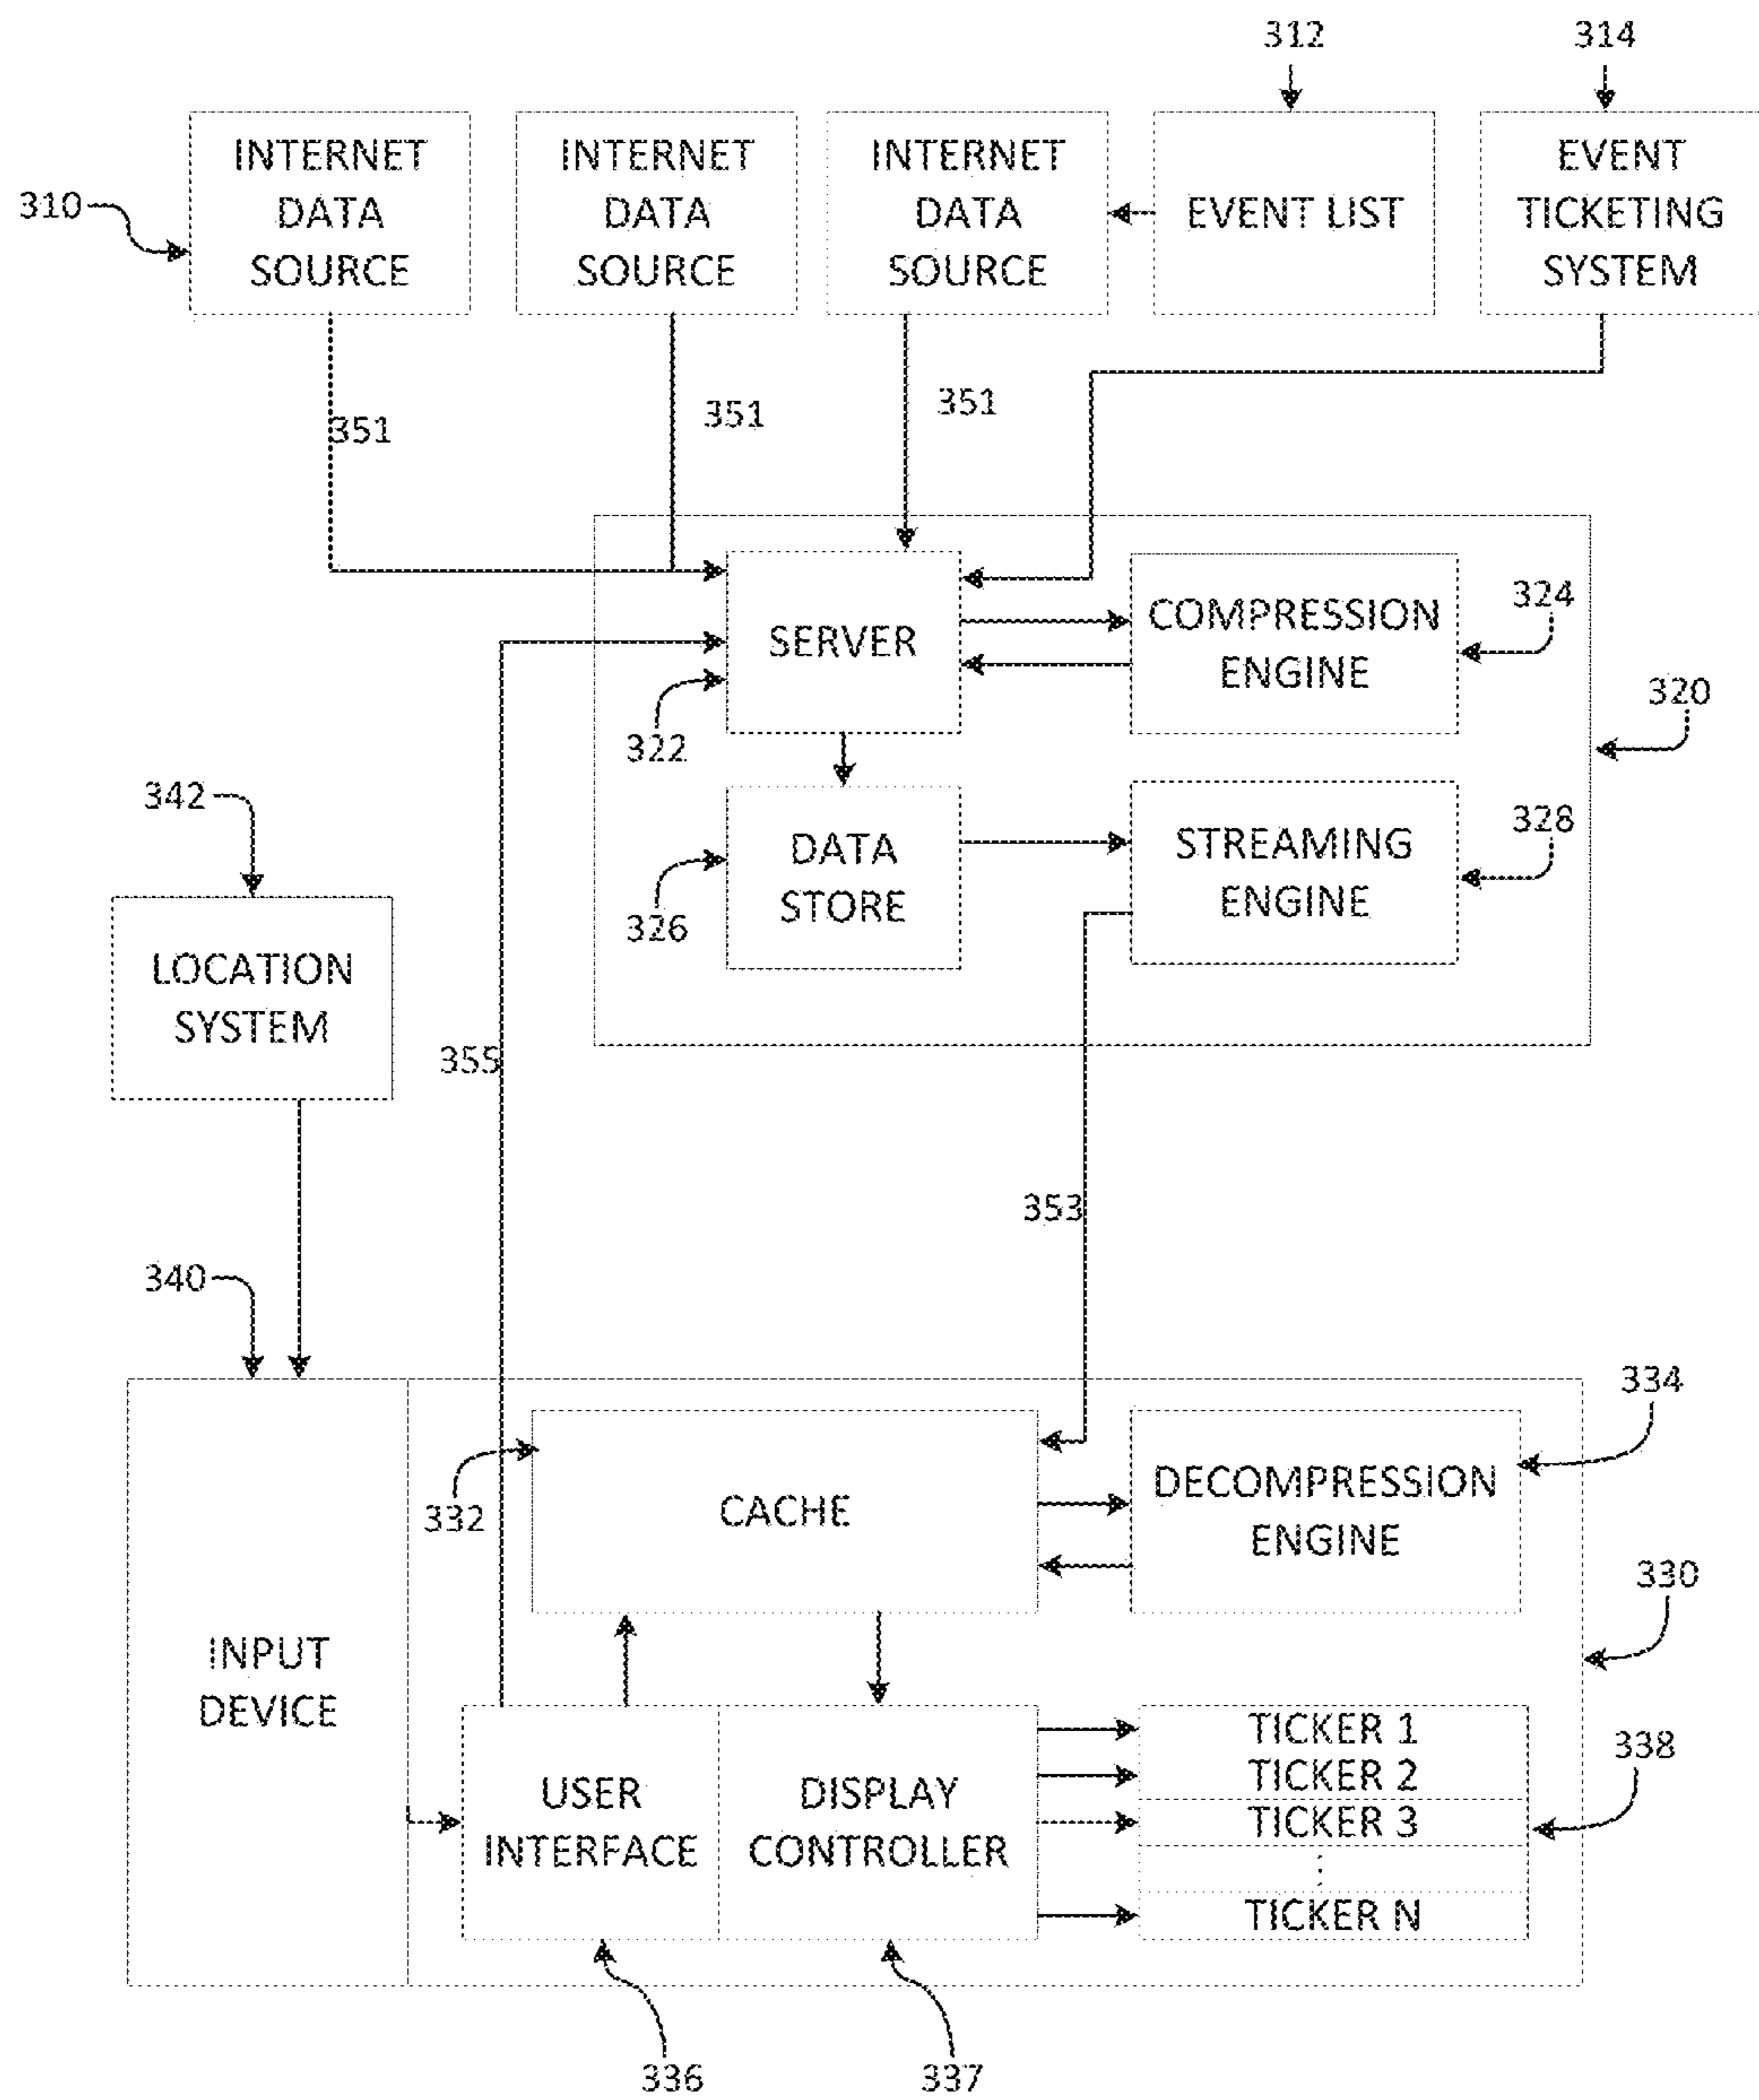 312
314
INTERNET
DATA
SOURCE
INTERNET
DATA
SOURCE
INTERNET
DATA
SOURCE
EVENT LIST
EVENT
TICKETING
SYSTEM
310
351
351
351
SERVER
COMPRESSION
ENGINE
324
320
322
342
DATA
STORE
STREAMING
ENGINE
328
326
LOCATION
SYSTEM
355
353
340
334
332
CACHE
DECOMPRESSION
ENGINE
330
INPUT
DEVICE
USER
INTERFACE
DISPLAY
CONTROLLER
TICKER 1
TICKER 2
TICKER 3
⋮
TICKER N
338
336
337